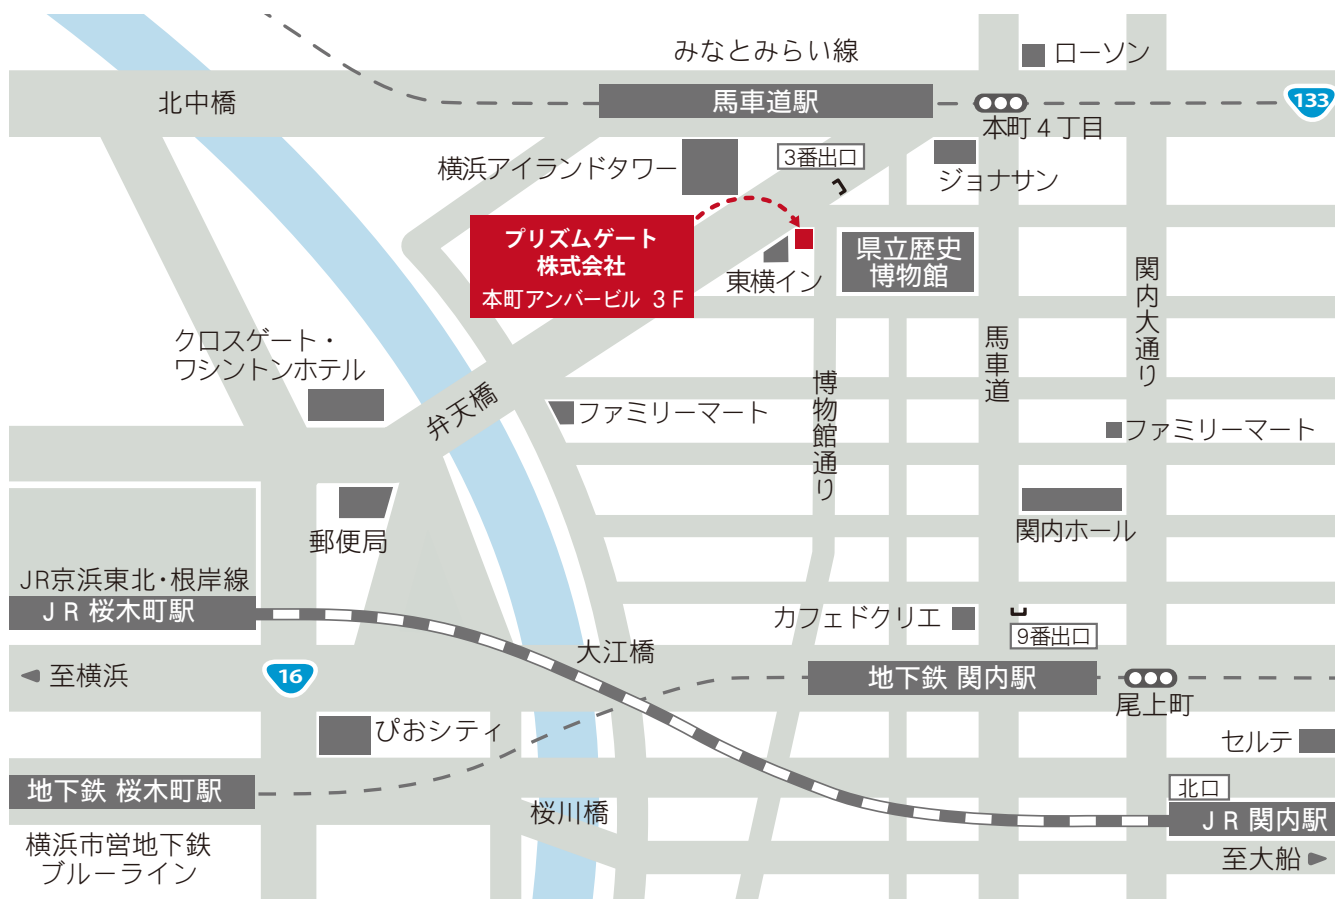 みなとみらい線
ローソン
北中橋
馬車道駅
133
本町4丁目
横浜アイランドタワー
3番出口
ジョナサン
プリズムゲート
株式会社
本町アンバービル 3F
東横イン
県立歴史
博物館
関内大通り
クロスゲート・
ワシントンホテル
馬車道
博物館通り
弁天橋
ファミリーマート
ファミリーマート
関内ホール
郵便局
JR京浜東北・根岸線
JR 桜木町駅
カフェドクリエ
9番出口
大江橋
至横浜
16
地下鉄 関内駅
尾上町
ぴおシティ
セルテ
地下鉄 桜木町駅
北口
桜川橋
JR 関内駅
横浜市営地下鉄
ブルーライン
至大船